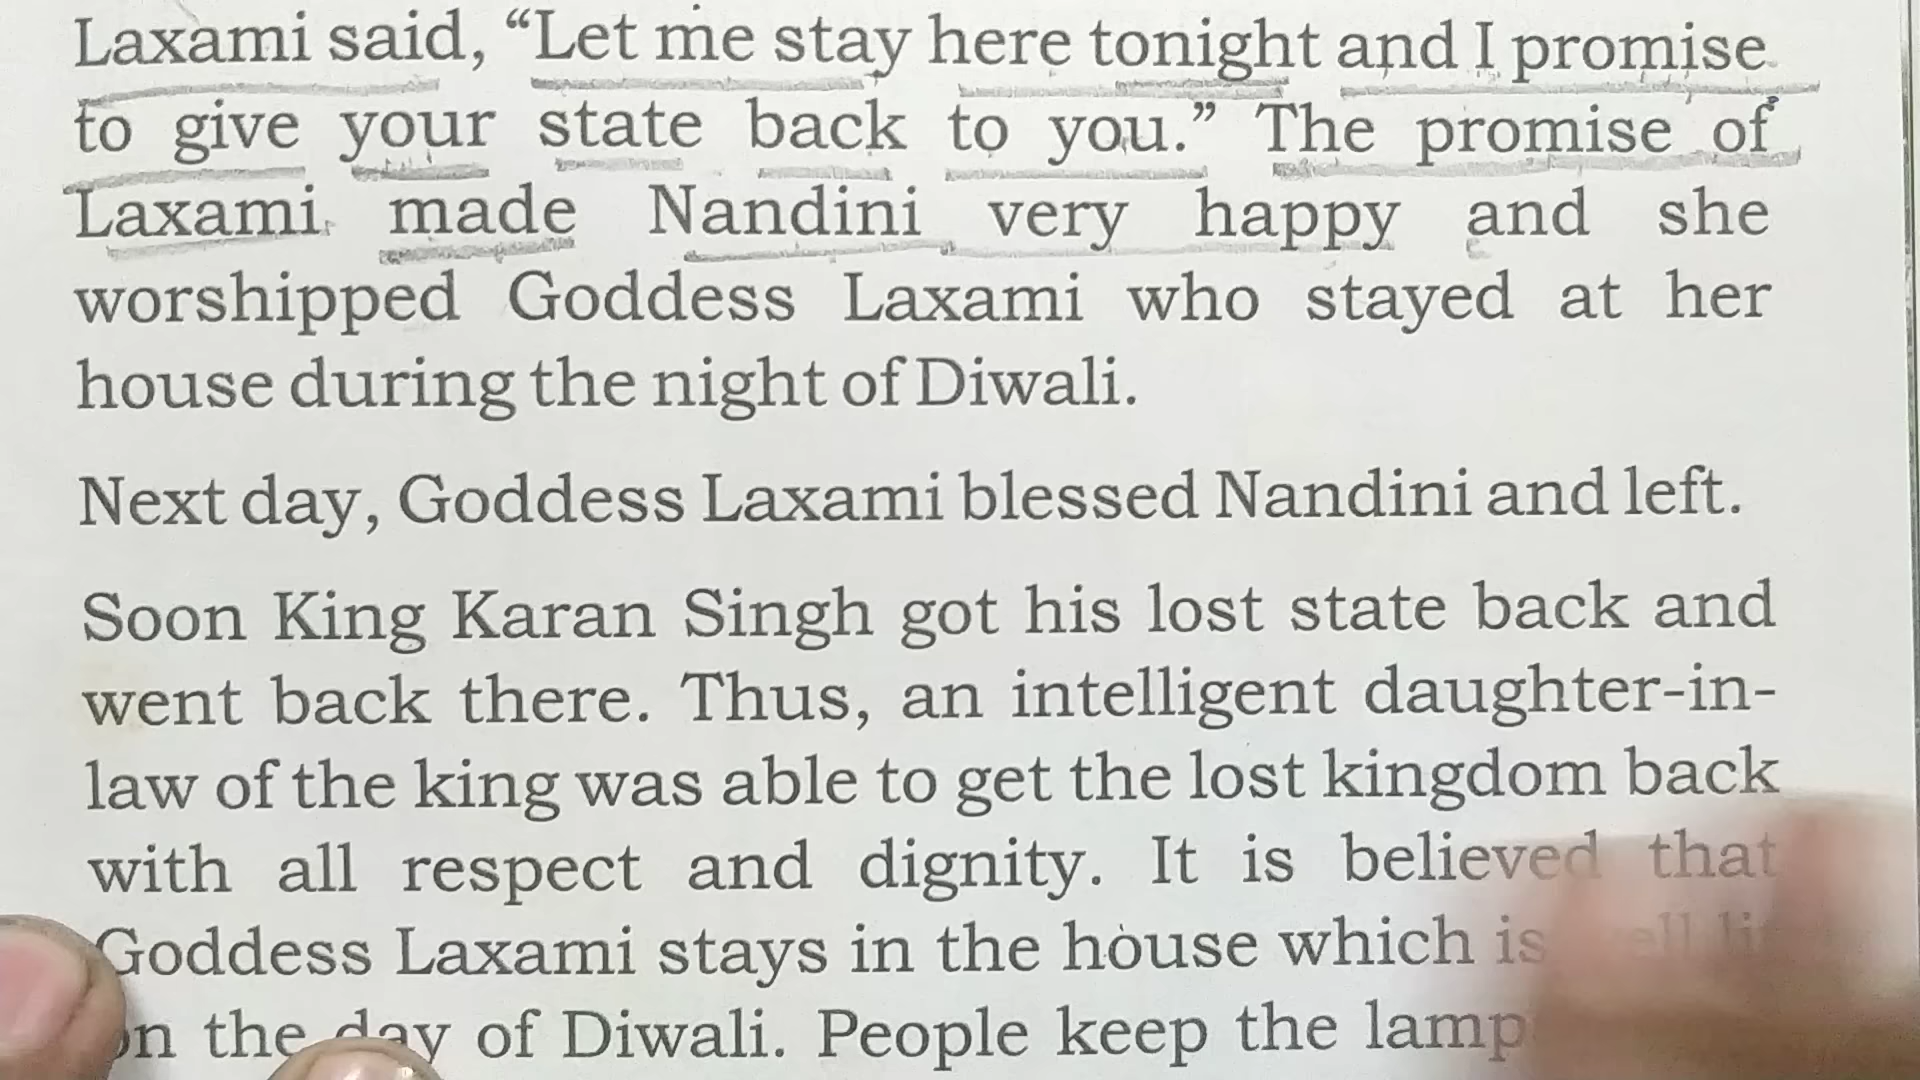 Laxami said, “Let me stay here tonight and I promise
to give your state back to you.” The promise of
Laxami made Nandini very happy and she
worshipped Goddess Laxami who stayed at her
house during the night of Diwali.
Next day, Goddess Laxami blessed Nandini and left.
Soon King Karan Singh got his lost state back and
went back there. Thus, an intelligent daughter-in-
law of the king was able to get the lost kingdom back
with all respect and dignity. It is believed that
Goddess Laxami stays in the house which is
on the day of Diwali. People keep the